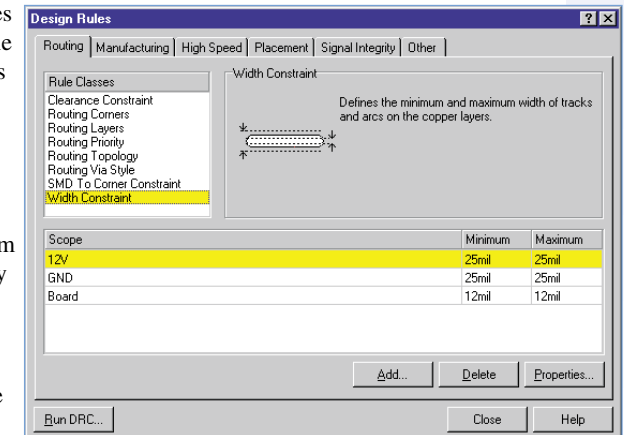 Design Rules
Routing Manufacturing High Speed Placement Signal Integrity Other
Rule Classes
Clearance Constraint
Routing Corners
Routing Layers
Routing Priority
Routing Topology
Routing Via Style
SMD To Corner Constraint
Width Constraint
Width Constraint
Defines the minimum and maximum width of tracks
and arcs on the copper layers.
Scope Minimum Maximum
12V 25mil 25mil
GND 25mil 25mil
Board 12mil 12mil
Add... Delete Properties...
Run DRC... Close Help